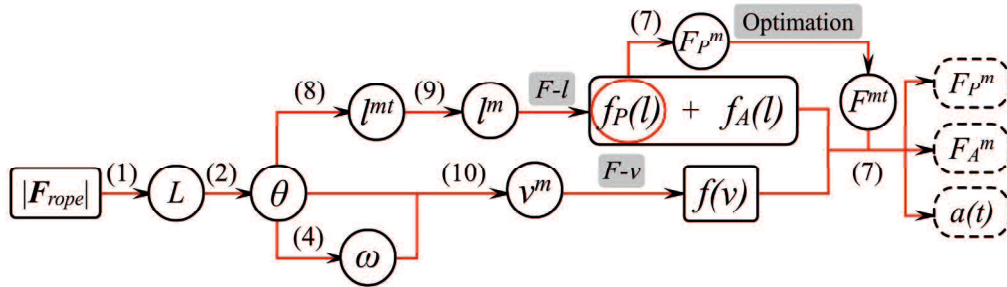 (7) Optimation
F_P^m
(8) (9) F-l
l^mt l^m f_P(l) + f_A(l) F^mt F_P^m
(1) (2) (10) F-v (7) F_A^m
|F_rope| L θ v^m f(v) a(t)
(4) ω